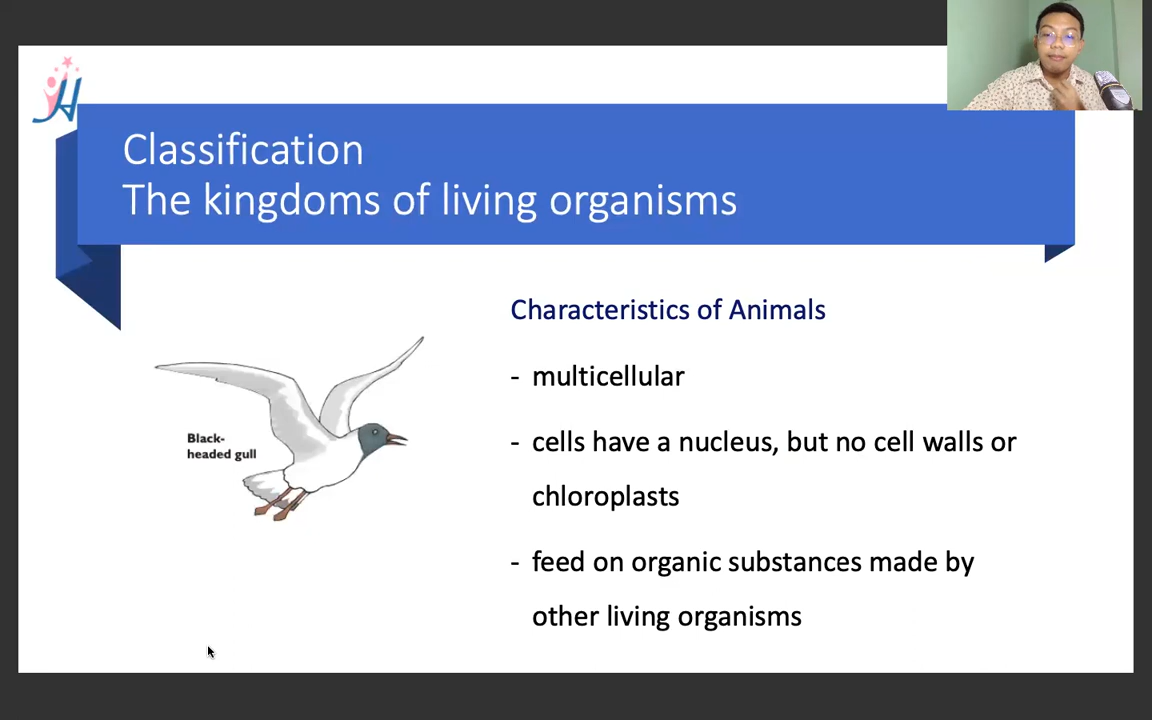 Classification
The kingdoms of living organisms
Characteristics of Animals
- multicellular
- cells have a nucleus, but no cell walls or
chloroplasts
- feed on organic substances made by
other living organisms
Black-
headed gull